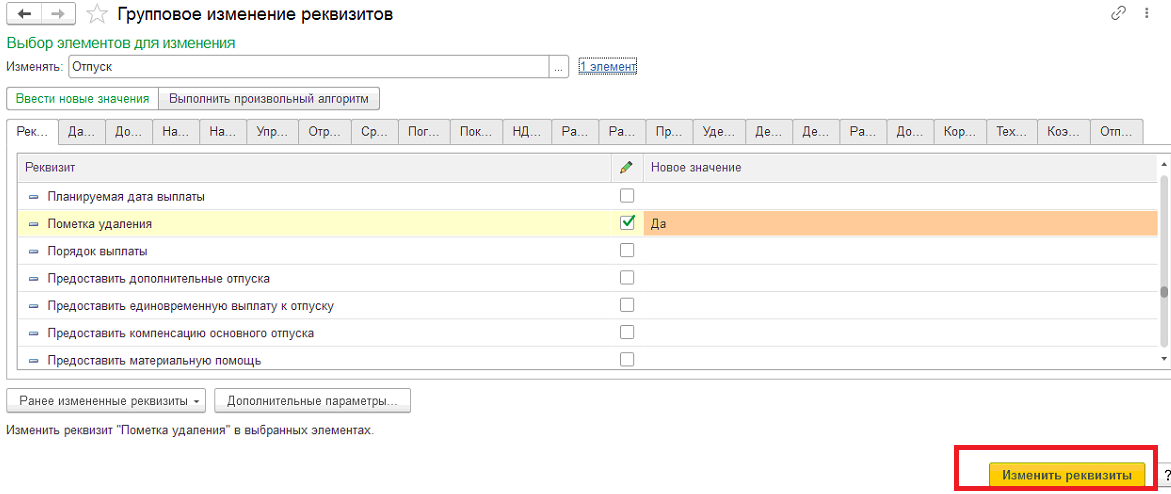 Групповое изменение реквизитов
Выбор элементов для изменения
Изменять: Отпуск ... 1 элемент
Ввести новые значения Выполнить произвольный алгоритм
Рек... Да... До... На... На... Упр... Отр... Ср... Пог... Пок... НД... Ра... Ра... Пр... Уде... Де... Де... Ра... До... Кор... Тех... Коэ... Отп...
Реквизит Новое значение
Планируемая дата выплаты
Пометка удаления Да
Порядок выплаты
Предоставить дополнительные отпуска
Предоставить единовременную выплату к отпуску
Предоставить компенсацию основного отпуска
Предоставить материальную помощь
Ранее измененные реквизиты Дополнительные параметры...
Изменить реквизит "Пометка удаления" в выбранных элементах.
Изменить реквизиты ?